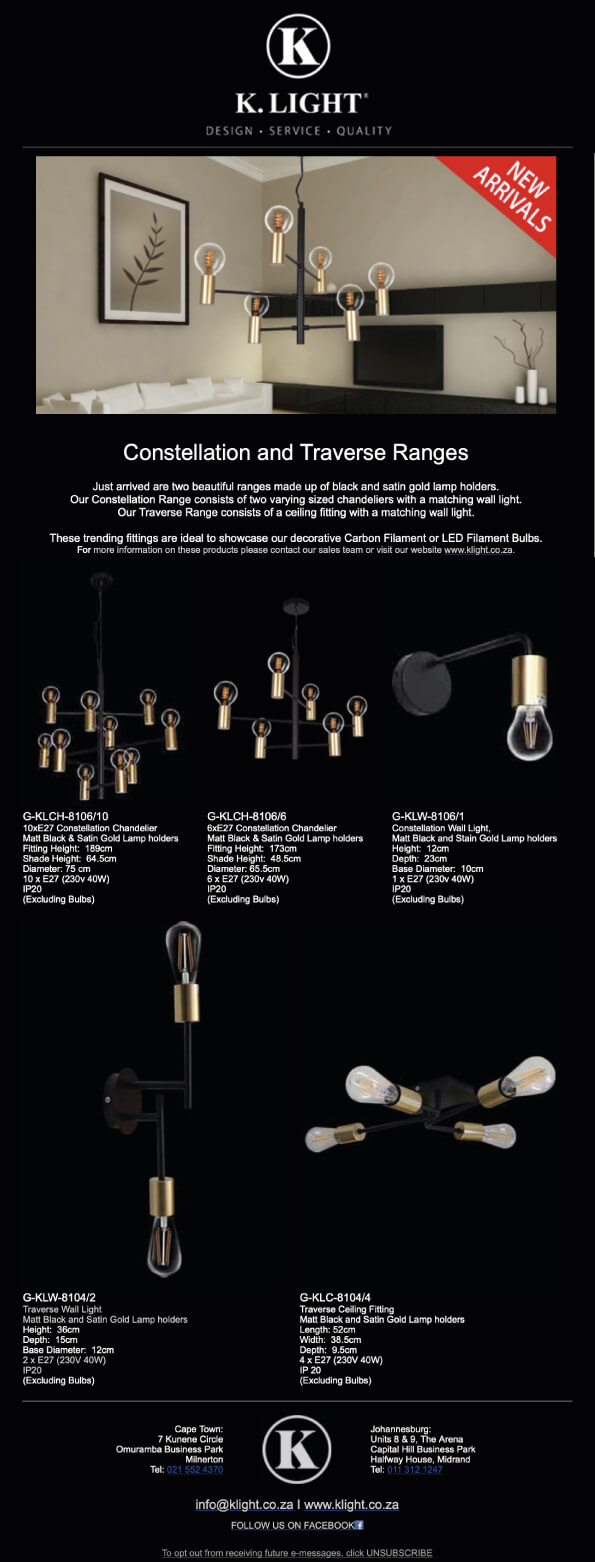 K
K. LIGHT®
DESIGN • SERVICE • QUALITY
NEW
ARRIVALS
Constellation and Traverse Ranges
Just arrived are two beautiful ranges made up of black and satin gold lamp holders.
Our Constellation Range consists of two varying sized chandeliers with a matching wall light.
Our Traverse Range consists of a ceiling fitting with a matching wall light.
These trending fittings are ideal to showcase our decorative Carbon Filament or LED Filament Bulbs.
For more information on these products please contact our sales team or visit our website www.klight.co.za.
G-KLCH-8106/10
10xE27 Constellation Chandelier
Matt Black & Satin Gold Lamp holders
Fitting Height: 189cm
Shade Height: 64.5cm
Diameter: 75 cm
10 x E27 (230v 40W)
IP20
(Excluding Bulbs)
G-KLCH-8106/6
6xE27 Constellation Chandelier
Matt Black & Satin Gold Lamp holders
Fitting Height: 173cm
Shade Height: 48.5cm
Diameter: 65.5cm
6 x E27 (230v 40W)
IP20
(Excluding Bulbs)
G-KLW-8106/1
Constellation Wall Light,
Matt Black and Stain Gold Lamp holders
Height: 12cm
Depth: 23cm
Base Diameter: 10cm
1 x E27 (230v 40W)
IP20
(Excluding Bulbs)
G-KLW-8104/2
Traverse Wall Light
Matt Black and Satin Gold Lamp holders
Height: 36cm
Depth: 15cm
Base Diameter: 12cm
2 x E27 (230V 40W)
IP20
(Excluding Bulbs)
G-KLC-8104/4
Traverse Ceiling Fitting
Matt Black and Satin Gold Lamp holders
Length: 52cm
Width: 38.5cm
Depth: 9.5cm
4 x E27 (230V 40W)
IP 20
(Excluding Bulbs)
Cape Town:
7 Kunene Circle
Omuramba Business Park
Milnerton
Tel: 021 552 4370
K
Johannesburg:
Units 8 & 9, The Arena
Capital Hill Business Park
Halfway House, Midrand
Tel: 011 312 1247
info@klight.co.za I www.klight.co.za
FOLLOW US ON FACEBOOK f
To opt out from receiving future e-messages, click UNSUBSCRIBE